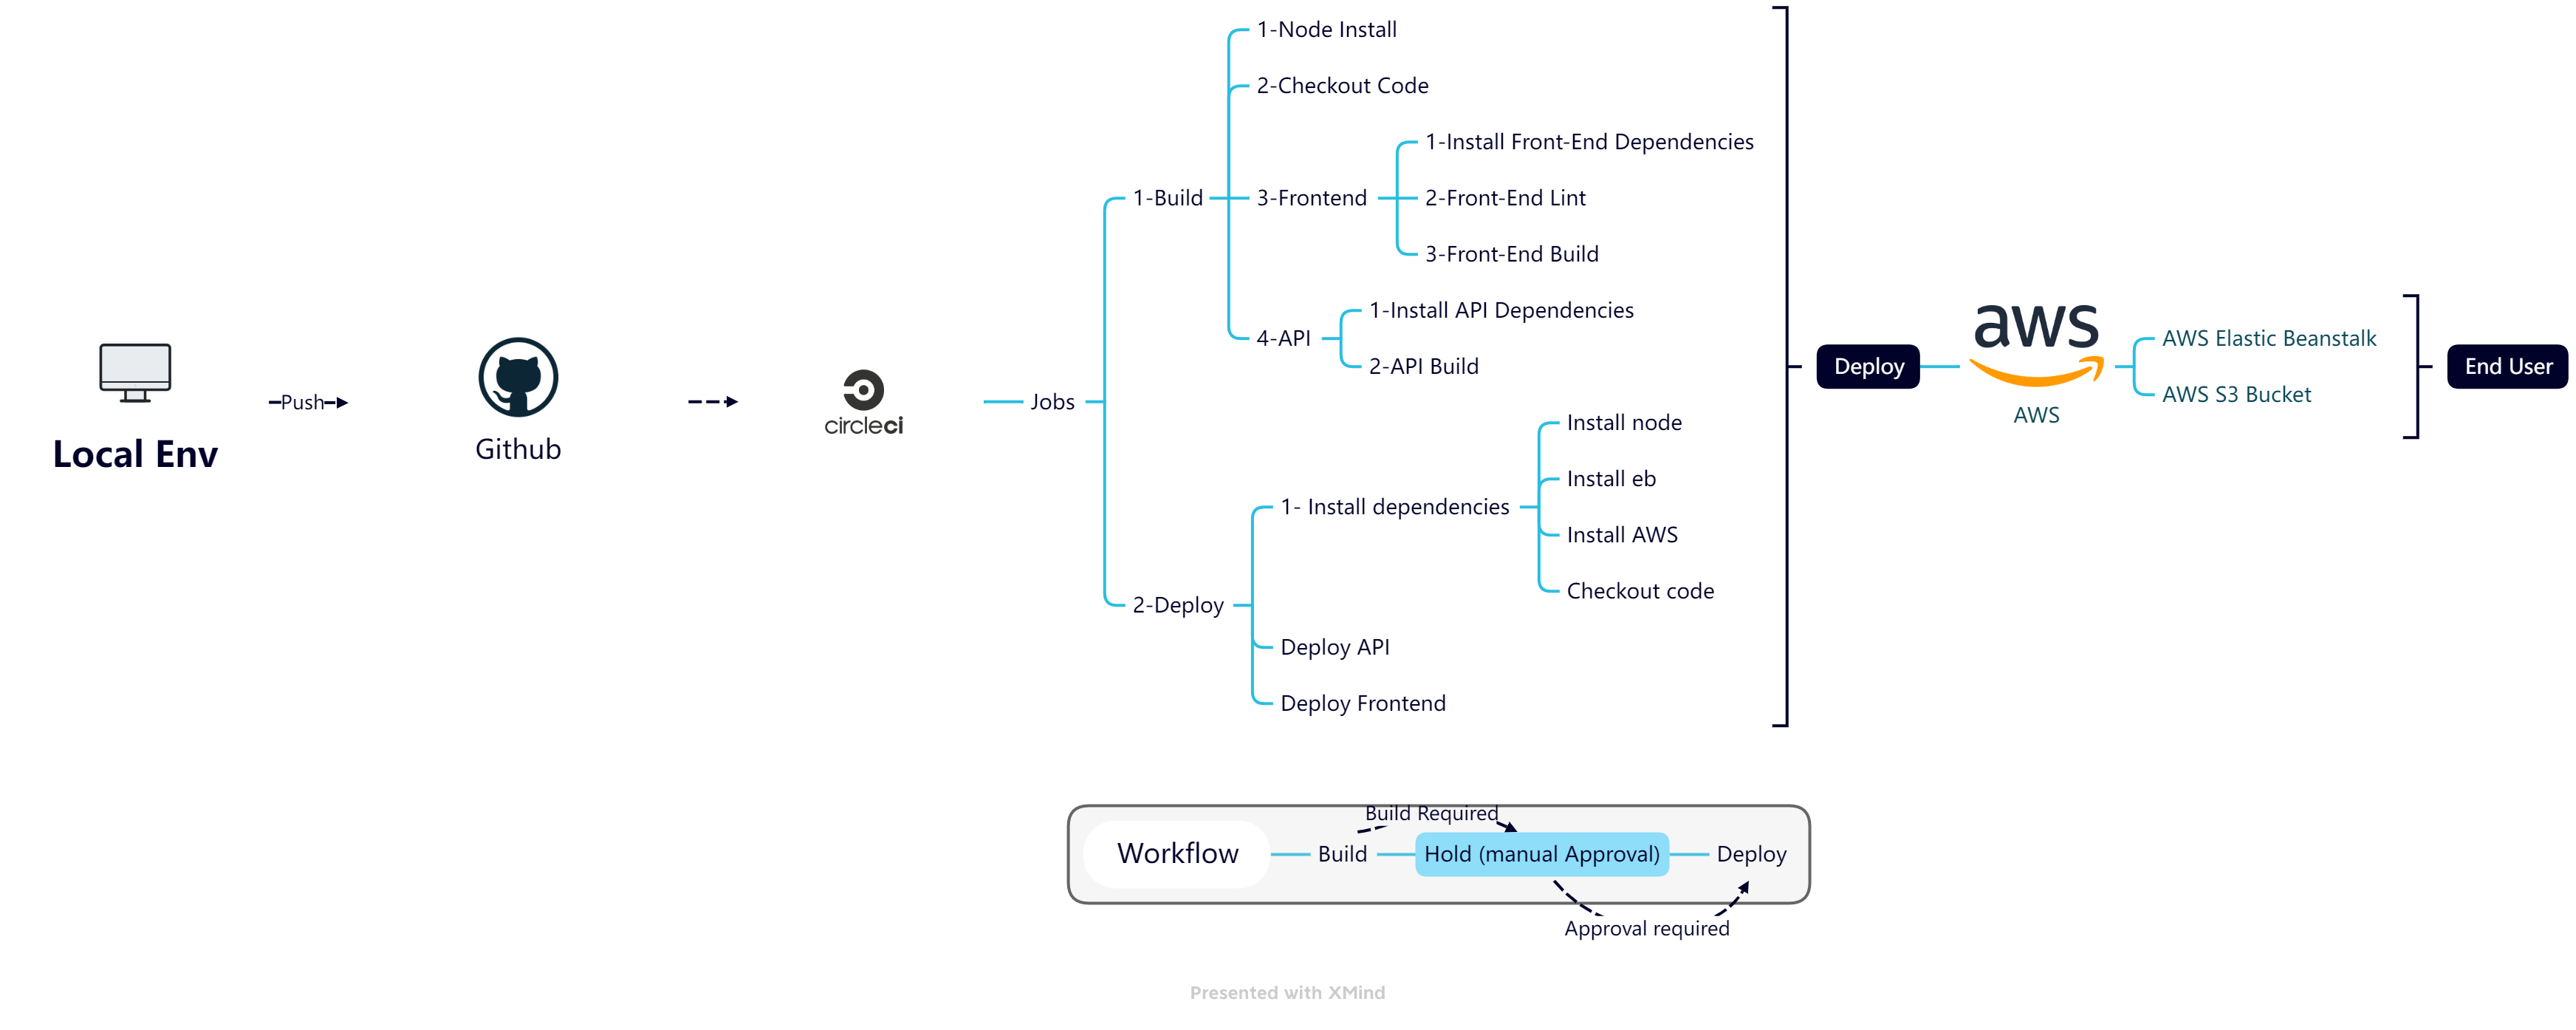 Local Env
Push
Github
circleci
Jobs
1-Build
1-Node Install
2-Checkout Code
3-Frontend
1-Install Front-End Dependencies
2-Front-End Lint
3-Front-End Build
4-API
1-Install API Dependencies
2-API Build
2-Deploy
1- Install dependencies
Install node
Install eb
Install AWS
Checkout code
Deploy API
Deploy Frontend
Deploy
aws
AWS
AWS Elastic Beanstalk
AWS S3 Bucket
End User
Workflow
Build
Build Required
Hold (manual Approval)
Deploy
Approval required
Presented with XMind